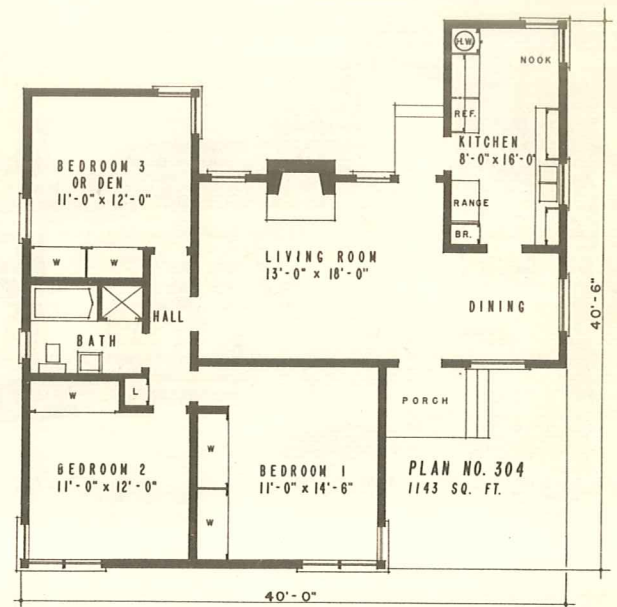 H.W.
NOOK
REF.
KITCHEN
8'-0" x 16'-0"
RANGE
BR.
BEDROOM 3
OR DEN
11'-0" x 12'-0"
W W
LIVING ROOM
13'-0" x 18'-0"
DINING
HALL
BATH
W
L
PORCH
BEDROOM 2
11'-0" x 12'-0"
W
W
BEDROOM 1
11'-0" x 14'-6"
PLAN NO. 304
1143 SQ. FT.
40'-6"
40'-0"